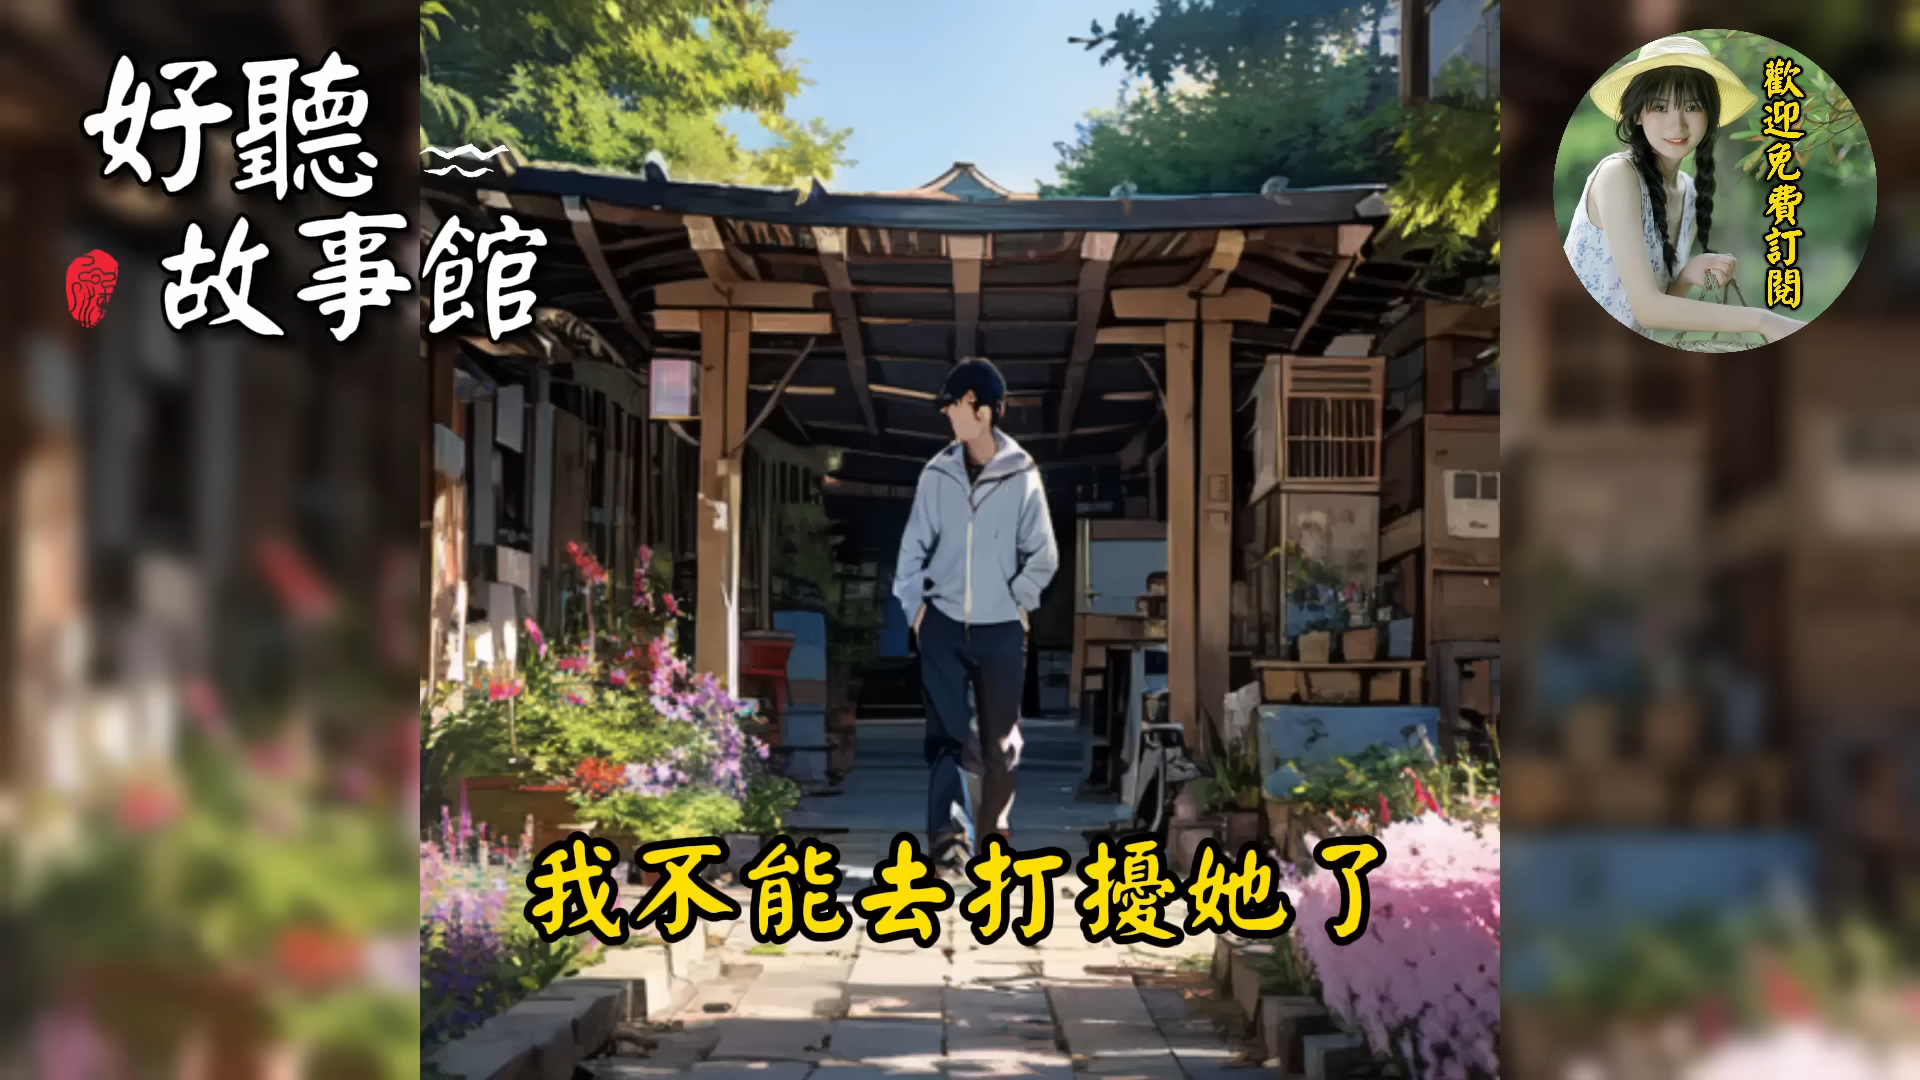 好聽
故事館
歡迎免費訂閱
我不能去打擾她了